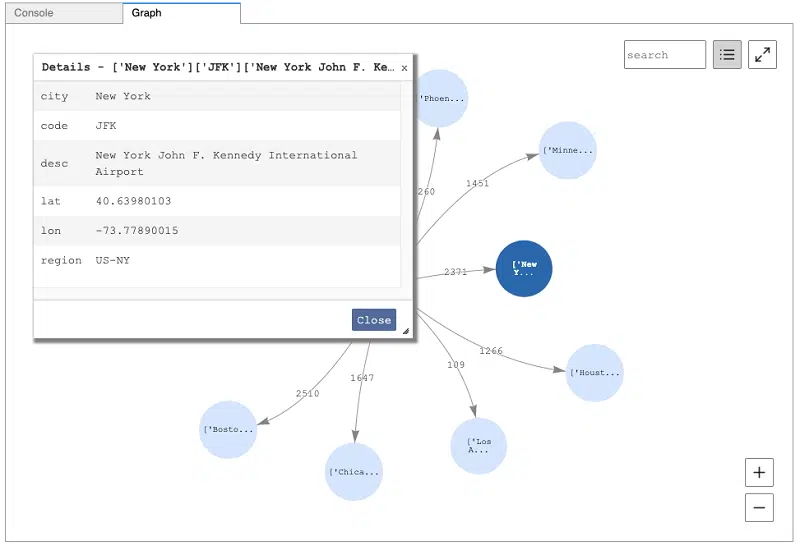 Console
Graph
search
Details - ['New York']['JFK']['New York John F. Ke… ×
city New York
code JFK
desc New York John F. Kennedy International
Airport
lat 40.63980103
lon -73.77890015
region US-NY
Close
['Phoen...
['Minne...
260
1451
['New
Y...
2371
1266
109
['Houst...
2510
1647
['Bosto...
['Chica...
['Los
A...
+
−